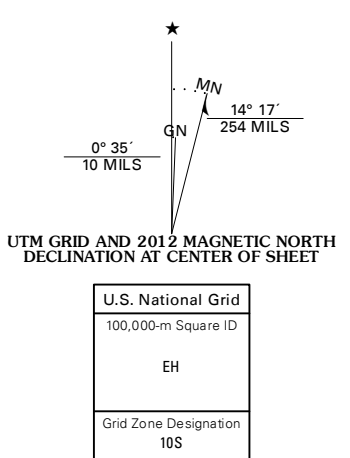 MN
14° 17´
254 MILS
GN
0° 35´
10 MILS
UTM GRID AND 2012 MAGNETIC NORTH
DECLINATION AT CENTER OF SHEET
U.S. National Grid
100,000-m Square ID
EH
Grid Zone Designation
10S